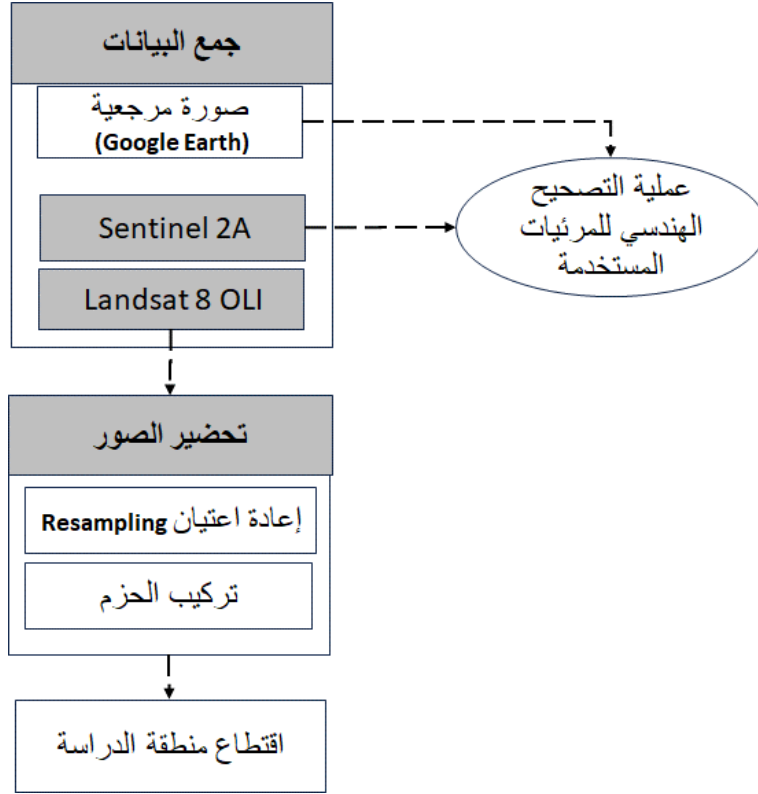 جمع البيانات
صورة مرجعية
(Google Earth)
Sentinel 2A
Landsat 8 OLI
عملية التصحيح
الهندسي للمرئيات
المستخدمة
تحضير الصور
إعادة اعتيان Resampling
تركيب الحزم
اقتطاع منطقة الدراسة